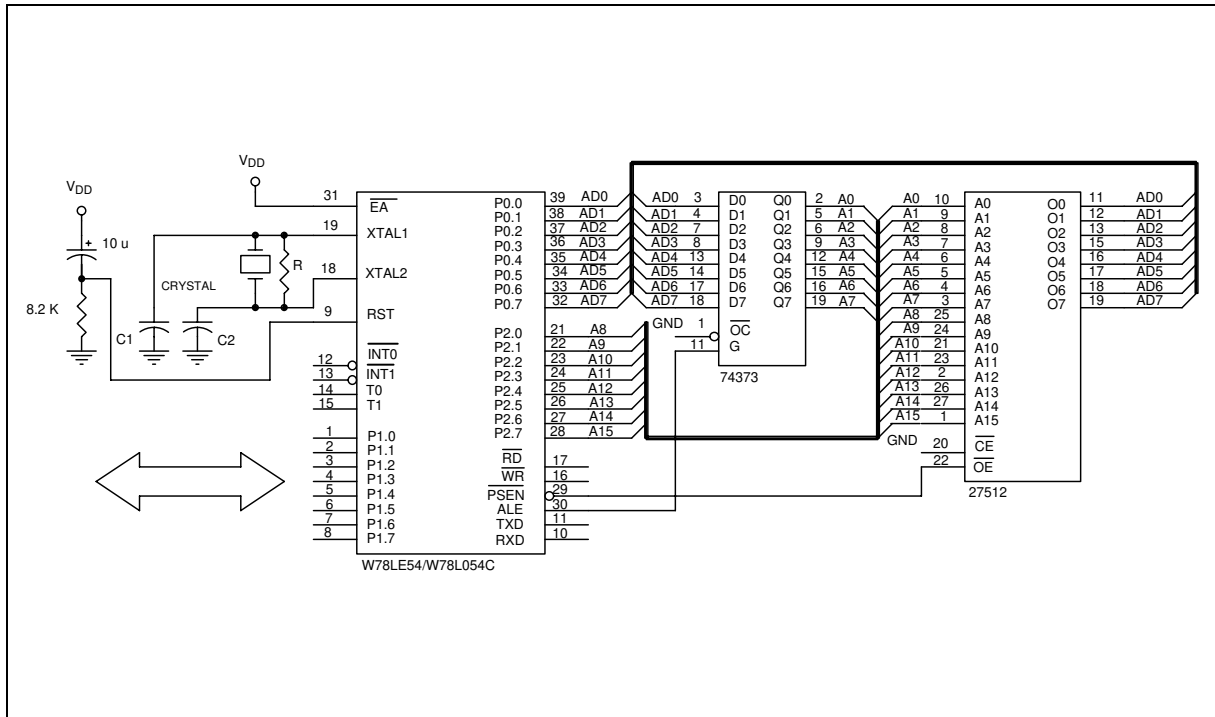 VDD
10 u
8.2 K
VDD
CRYSTAL
R
C1
C2
31 EA
19 XTAL1
18 XTAL2
9 RST
12 INT0
13 INT1
14 T0
15 T1
1 P1.0
2 P1.1
3 P1.2
4 P1.3
5 P1.4
6 P1.5
7 P1.6
8 P1.7
P0.0 39 AD0
P0.1 38 AD1
P0.2 37 AD2
P0.3 36 AD3
P0.4 35 AD4
P0.5 34 AD5
P0.6 33 AD6
P0.7 32 AD7
P2.0 21 A8
P2.1 22 A9
P2.2 23 A10
P2.3 24 A11
P2.4 25 A12
P2.5 26 A13
P2.6 27 A14
P2.7 28 A15
RD 17
WR 16
PSEN 29
ALE 30
TXD 11
RXD 10
W78LE54/W78L054C
AD0 3 D0 Q0 2 A0
AD1 4 D1 Q1 5 A1
AD2 7 D2 Q2 6 A2
AD3 8 D3 Q3 9 A3
AD4 13 D4 Q4 12 A4
AD5 14 D5 Q5 15 A5
AD6 17 D6 Q6 16 A6
AD7 18 D7 Q7 19 A7
GND 1 OC
11 G
74373
A0 10 A0 O0 11 AD0
A1 9 A1 O1 12 AD1
A2 8 A2 O2 13 AD2
A3 7 A3 O3 15 AD3
A4 6 A4 O4 16 AD4
A5 5 A5 O5 17 AD5
A6 4 A6 O6 18 AD6
A7 3 A7 O7 19 AD7
A8 25 A8
A9 24 A9
A10 21 A10
A11 23 A11
A12 2 A12
A13 26 A13
A14 27 A14
A15 1 A15
GND 20 CE
22 OE
27512